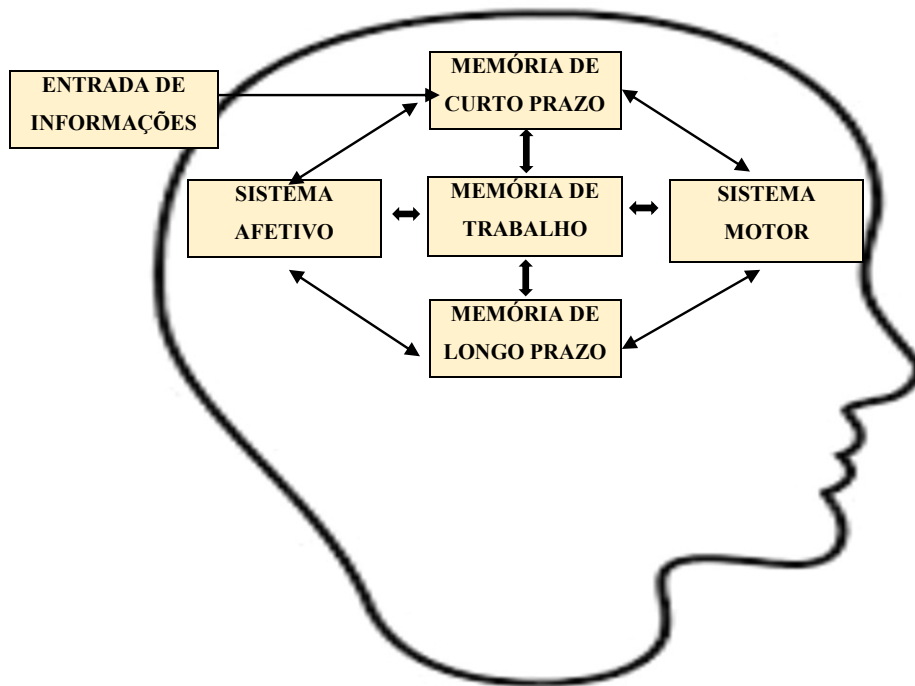 ENTRADA DE
INFORMAÇÕES
MEMÓRIA DE
CURTO PRAZO
SISTEMA
AFETIVO
MEMÓRIA DE
TRABALHO
SISTEMA
MOTOR
MEMÓRIA DE
LONGO PRAZO